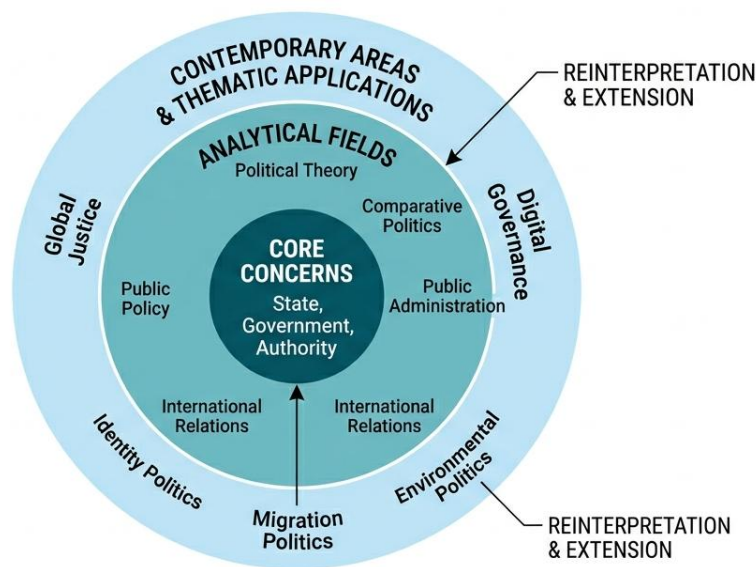 CONTEMPORARY AREAS
& THEMATIC APPLICATIONS
REINTERPRETATION
& EXTENSION
ANALYTICAL FIELDS
Political Theory
Comparative
Politics
Global
Justice
Digital
Governance
CORE
CONCERNS
State,
Government,
Authority
Public
Policy
Public
Administration
International
Relations
International
Relations
Identity Politics
Environmental
Politics
Migration
Politics
REINTERPRETATION
& EXTENSION